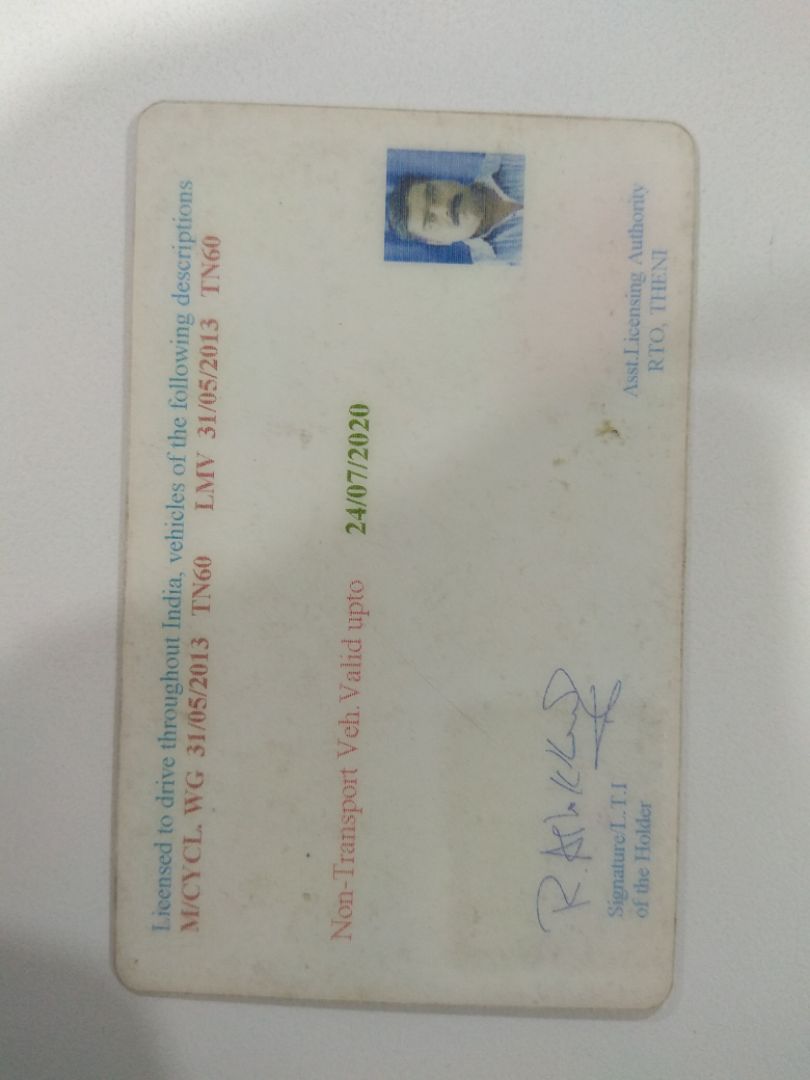 Licensed to drive throughout India, vehicles of the following descriptions
M/CYCL. WG 31/05/2013 TN60 LMV 31/05/2013 TN60
Non-Transport Veh.Valid upto 24/07/2020
R.
Signature/L.T.I
of the Holder
Asst.Licensing Authority
RTO, THENI